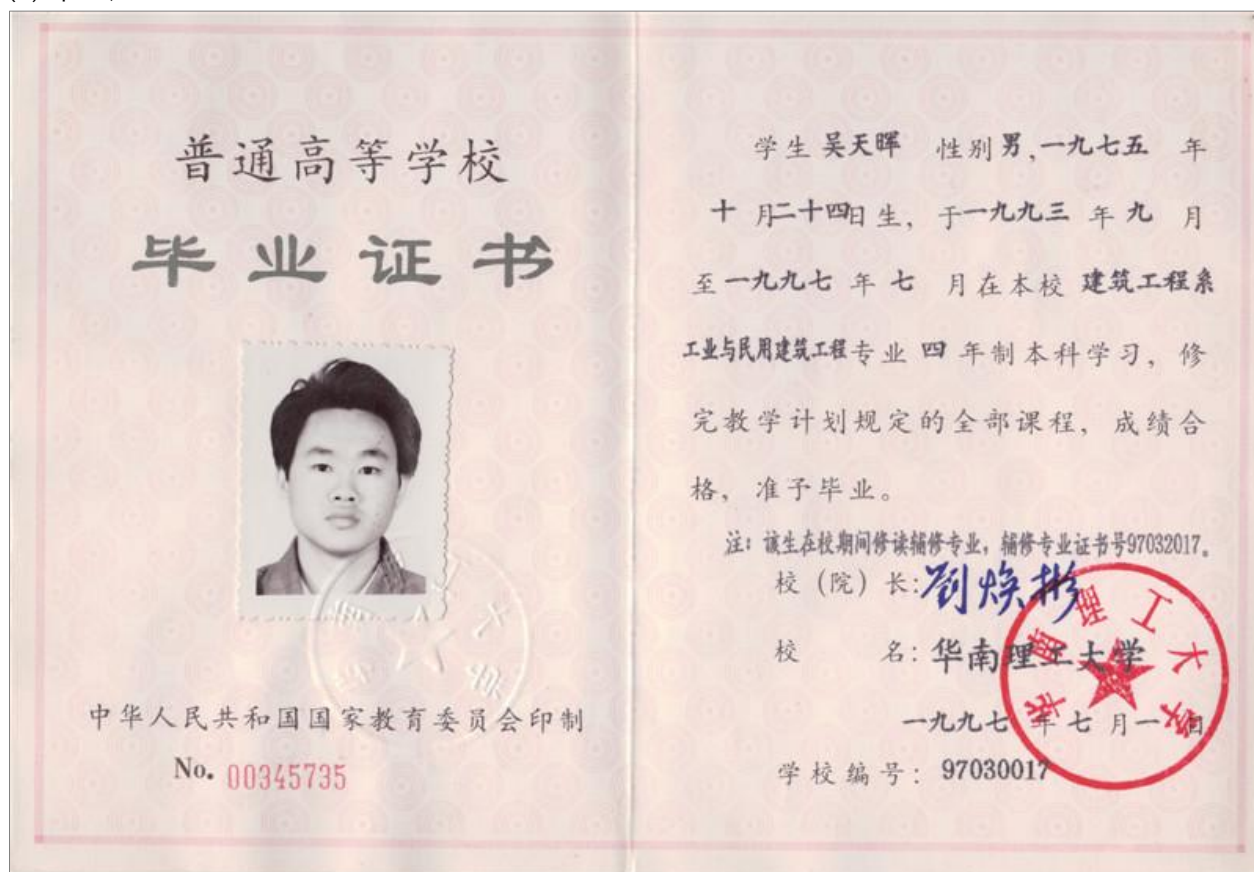 普通高等学校
毕业证书
中华人民共和国国家教育委员会印制
No. 00345735
学生 吴天晖 性别 男, 一九七五 年
十 月二十四日生, 于一九九三 年 九 月
至 一九九七 年 七 月在本校 建筑工程系
工业与民用建筑工程专业 四 年制本科学习, 修
完教学计划规定的全部课程, 成绩合
格, 准予毕业。
注: 该生在校期间修读辅修专业, 辅修专业证书号97032017。
校 (院) 长: 劉焕彬
校 名: 华南理工大学
一九九七 年 七 月 一 日
学校编号: 97030017
华南理工大学